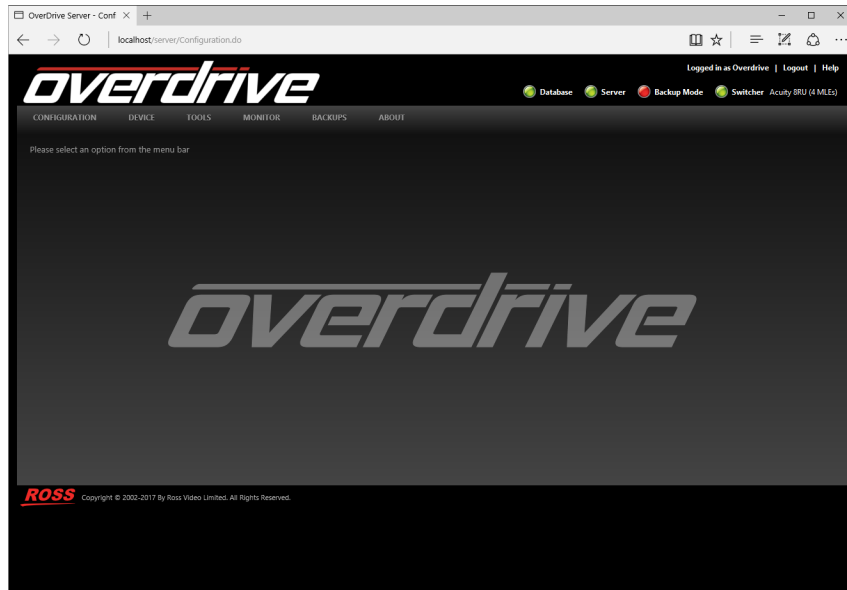 OverDrive Server - Conf
localhost/server/Configuration.do
overdrive
Logged in as Overdrive | Logout | Help
Database Server Backup Mode Switcher Acuity 8RU (4 MLEs)
CONFIGURATION DEVICE TOOLS MONITOR BACKUPS ABOUT
Please select an option from the menu bar
overdrive
ROSS Copyright © 2002-2017 By Ross Video Limited. All Rights Reserved.